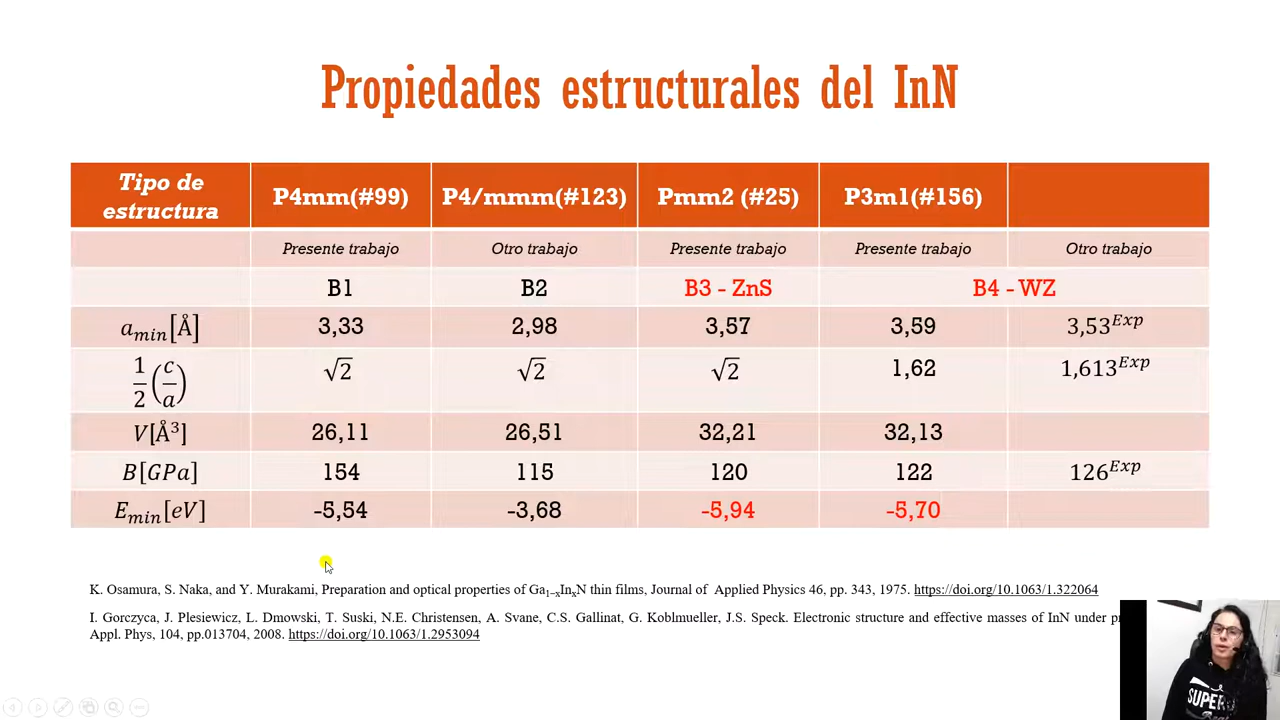 Propiedades estructurales del InN
Tipo de estructura P4mm(#99) P4/mmm(#123) Pmm2 (#25) P3m1(#156)
Presente trabajo Otro trabajo Presente trabajo Presente trabajo Otro trabajo
B1 B2 B3 - ZnS B4 - WZ
a_min[Å] 3,33 2,98 3,57 3,59 3,53^Exp
1/2(c/a) √2 √2 √2 1,62 1,613^Exp
V[Å³] 26,11 26,51 32,21 32,13
B[GPa] 154 115 120 122 126^Exp
E_min[eV] -5,54 -3,68 -5,94 -5,70
K. Osamura, S. Naka, and Y. Murakami, Preparation and optical properties of Ga1–xInxN thin films, Journal of Applied Physics 46, pp. 343, 1975. https://doi.org/10.1063/1.322064
I. Gorczyca, J. Plesiewicz, L. Dmowski, T. Suski, N.E. Christensen, A. Svane, C.S. Gallinat, G. Koblmueller, J.S. Speck. Electronic structure and effective masses of InN under
Appl. Phys, 104, pp.013704, 2008. https://doi.org/10.1063/1.2953094